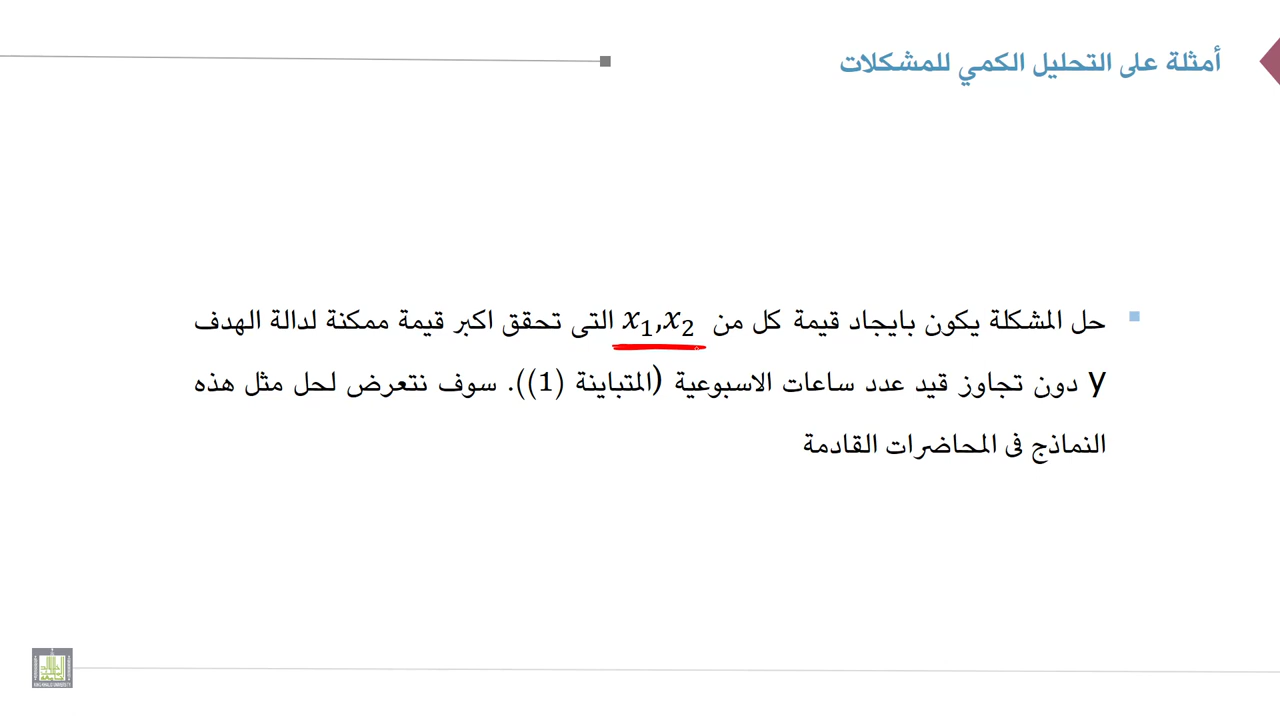 أمثلة على التحليل الكمي للمشكلات
حل المشكلة يكون بايجاد قيمة كل من x₁,x₂ التى تحقق اكبر قيمة ممكنة لدالة الهدف
y دون تجاوز قيد عدد ساعات الاسبوعية (المتباينة (1)). سوف نتعرض لحل مثل هذه
النماذج فى المحاضرات القادمة